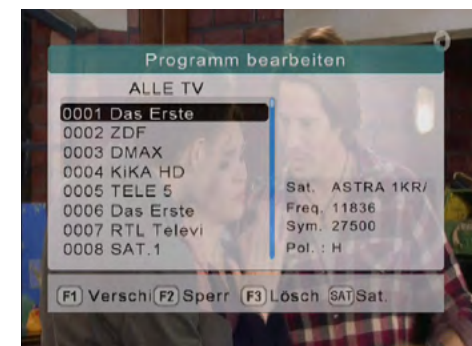 Programm bearbeiten
ALLE TV
0001 Das Erste
0002 ZDF
0003 DMAX
0004 KiKA HD
0005 TELE 5
0006 Das Erste
0007 RTL Televi
0008 SAT.1
Sat. ASTRA 1KR/
Freq. 11836
Sym. 27500
Pol. : H
F1 Verschi F2 Sperr F3 Lösch SAT Sat.